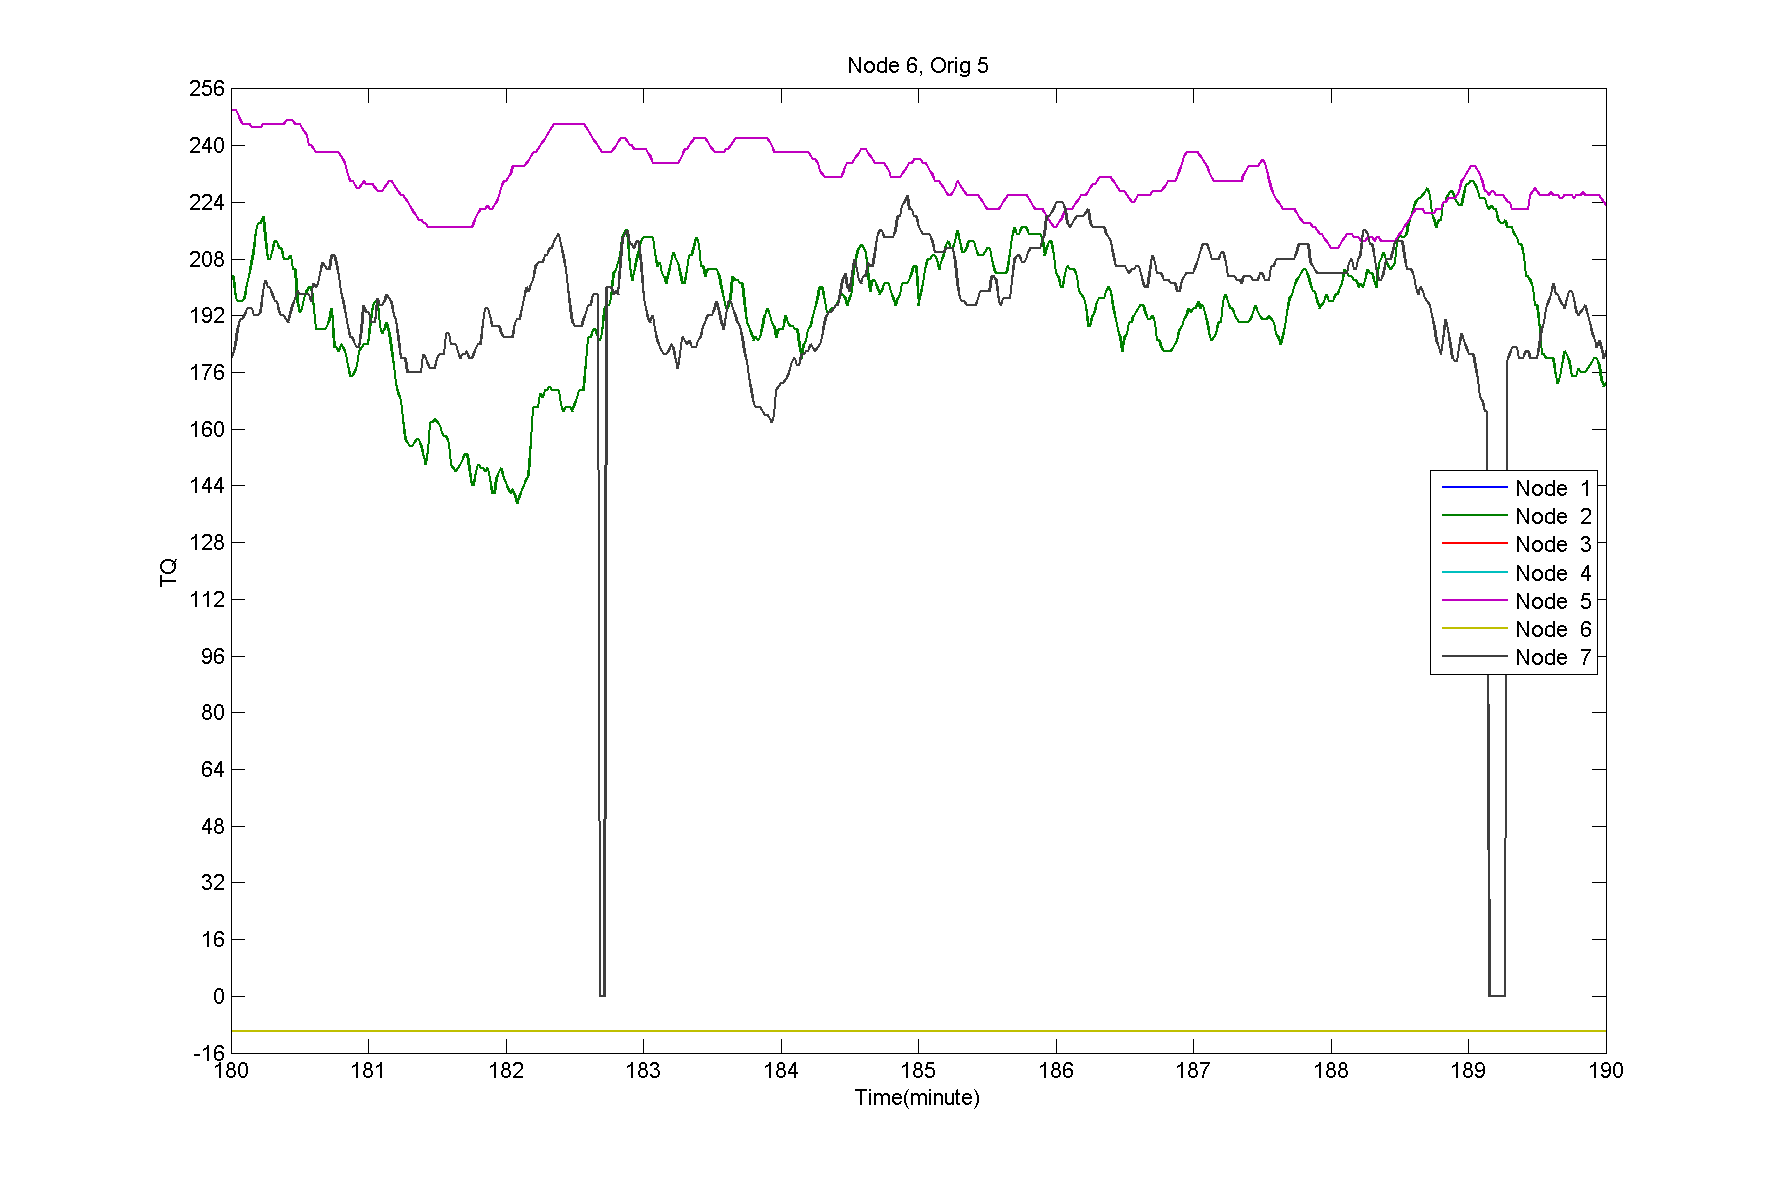 Node 6, Orig 5
256
240
224
208
192
176
160
144
128
112
96
80
64
48
32
16
0
-16
TQ
Node 1
Node 2
Node 3
Node 4
Node 5
Node 6
Node 7
180 181 182 183 184 185 186 187 188 189 190
Time(minute)